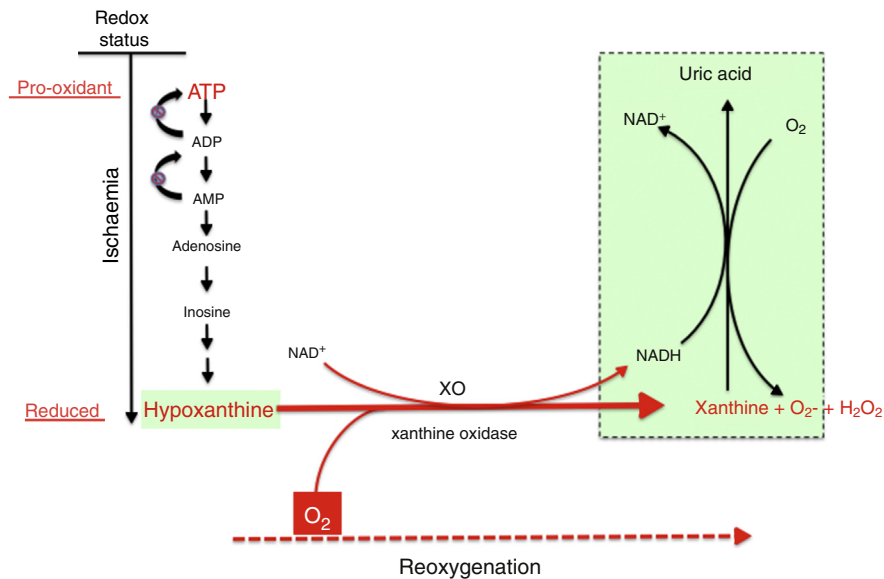 Redox
status
Pro-oxidant
ATP
ADP
AMP
Adenosine
Inosine
Ischaemia
Reduced
Hypoxanthine
NAD⁺
XO
xanthine oxidase
O₂
Reoxygenation
Uric acid
NAD⁺
O₂
NADH
Xanthine + O₂- + H₂O₂